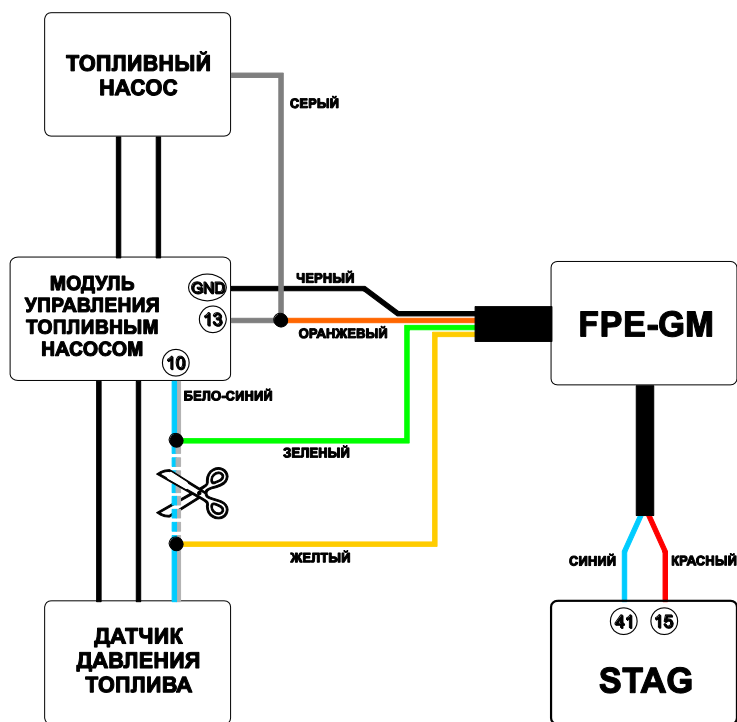 ТОПЛИВНЫЙ
НАСОС
СЕРЫЙ
МОДУЛЬ
УПРАВЛЕНИЯ
ТОПЛИВНЫМ
НАСОСОМ
GND
13
10
ЧЕРНЫЙ
ОРАНЖЕВЫЙ
FPE-GM
БЕЛО-СИНИЙ
ЗЕЛЕНЫЙ
ЖЕЛТЫЙ
СИНИЙ
КРАСНЫЙ
ДАТЧИК
ДАВЛЕНИЯ
ТОПЛИВА
41
15
STAG